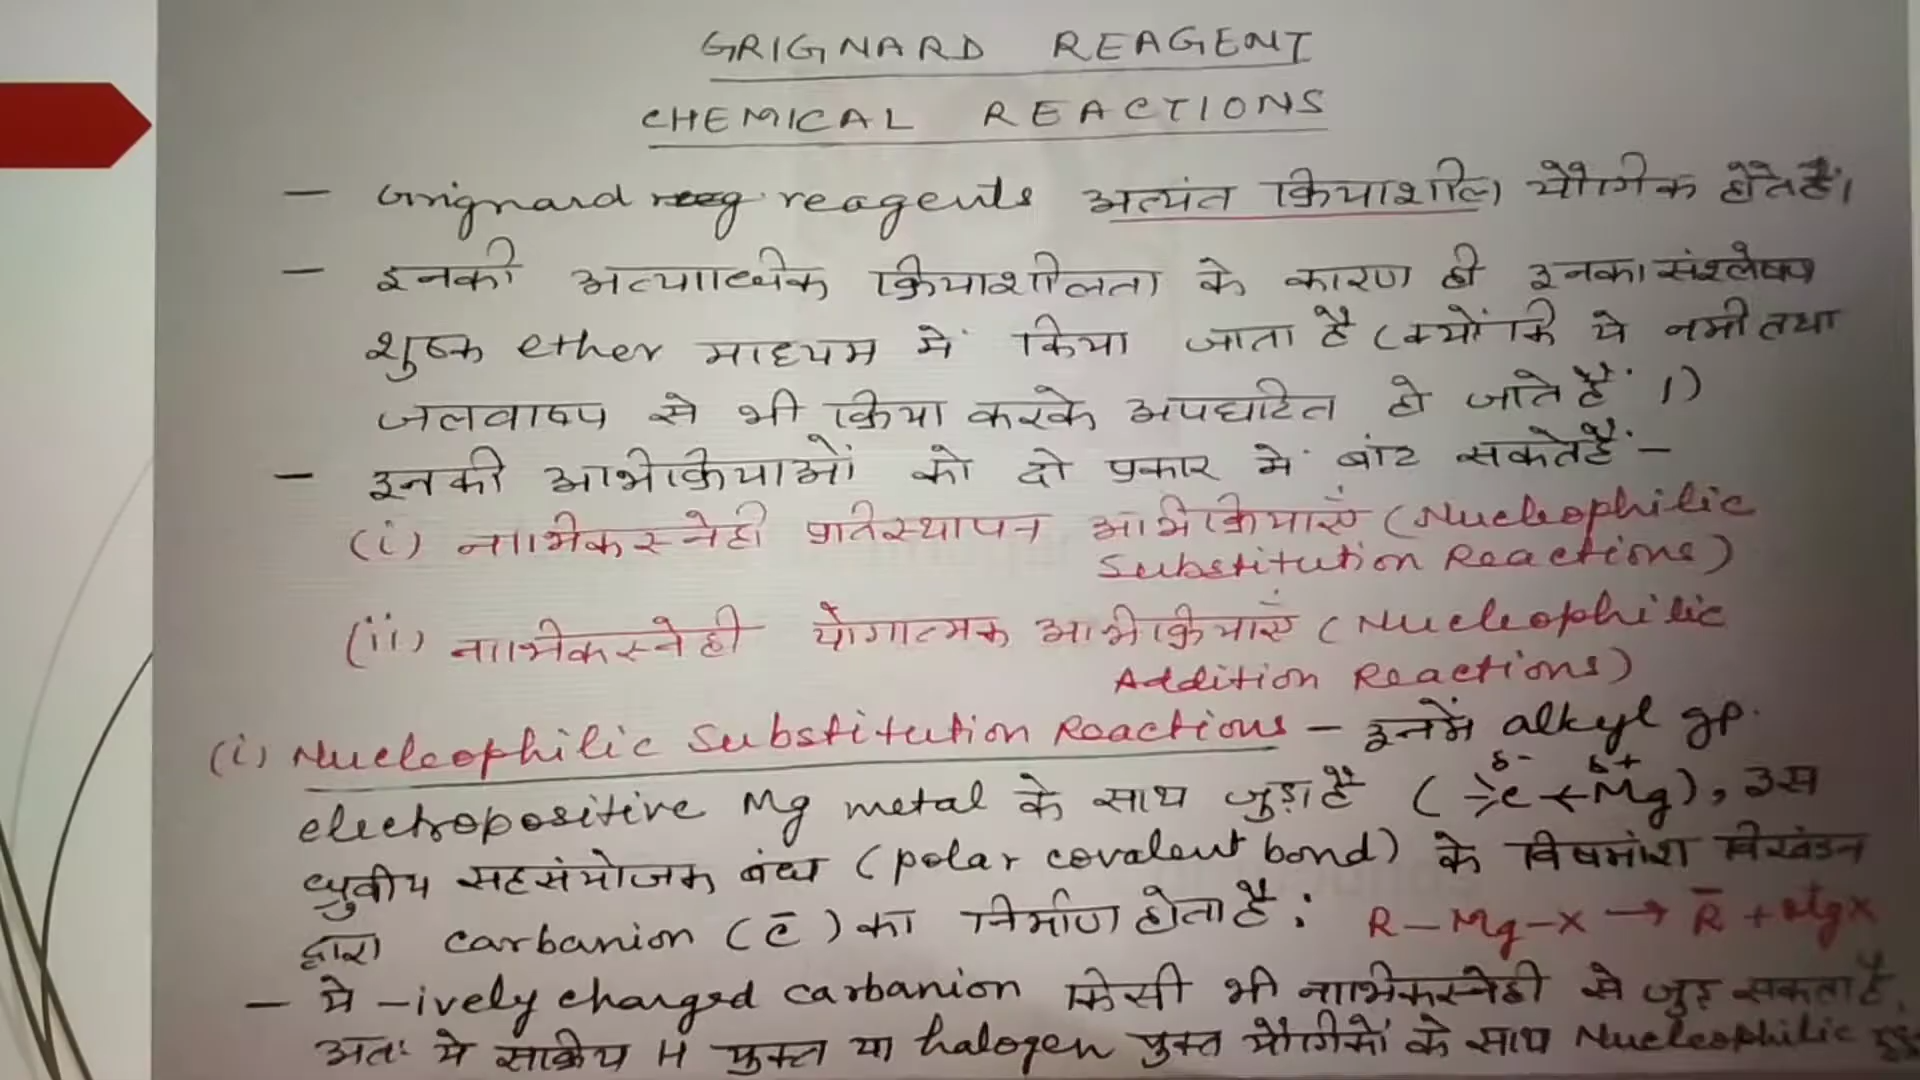 GRIGNARD REAGENT
CHEMICAL REACTIONS
- Grignard reagents अत्यंत क्रियाशील यौगिक होते हैं।
- इनकी अत्याधिक क्रियाशीलता के कारण ही इनका संश्लेषण
शुष्क ether माध्यम में किया जाता है (क्योंकि ये नमी तथा
जलवाष्प से भी क्रिया करके अपघटित हो जाते हैं।)
- इनकी अभिक्रियाओं को दो प्रकार में बांट सकते हैं -
(i) नाभिकस्नेही प्रतिस्थापन अभिक्रियाएँ (Nucleophilic
Substitution Reactions)
(ii) नाभिकस्नेही योगात्मक अभिक्रियाएँ (Nucleophilic
Addition Reactions)
(i) Nucleophilic Substitution Reactions - इनमें alkyl gp.
electropositive Mg metal के साथ जुड़ा है (C←Mg), उस
δ- δ+
ध्रुवीय सहसंयोजक बंध (polar covalent bond) के विषमांश विखंडन
द्वारा carbanion (C̄) का निर्माण होता है: R-Mg-X → R̄ + MgX
- ये -ively charged carbanion किसी भी नाभिकस्नेही से जुड़ सकता है,
अतः ये सक्रिय H युक्त या halogen युक्त यौगिकों के साथ Nucleophilic